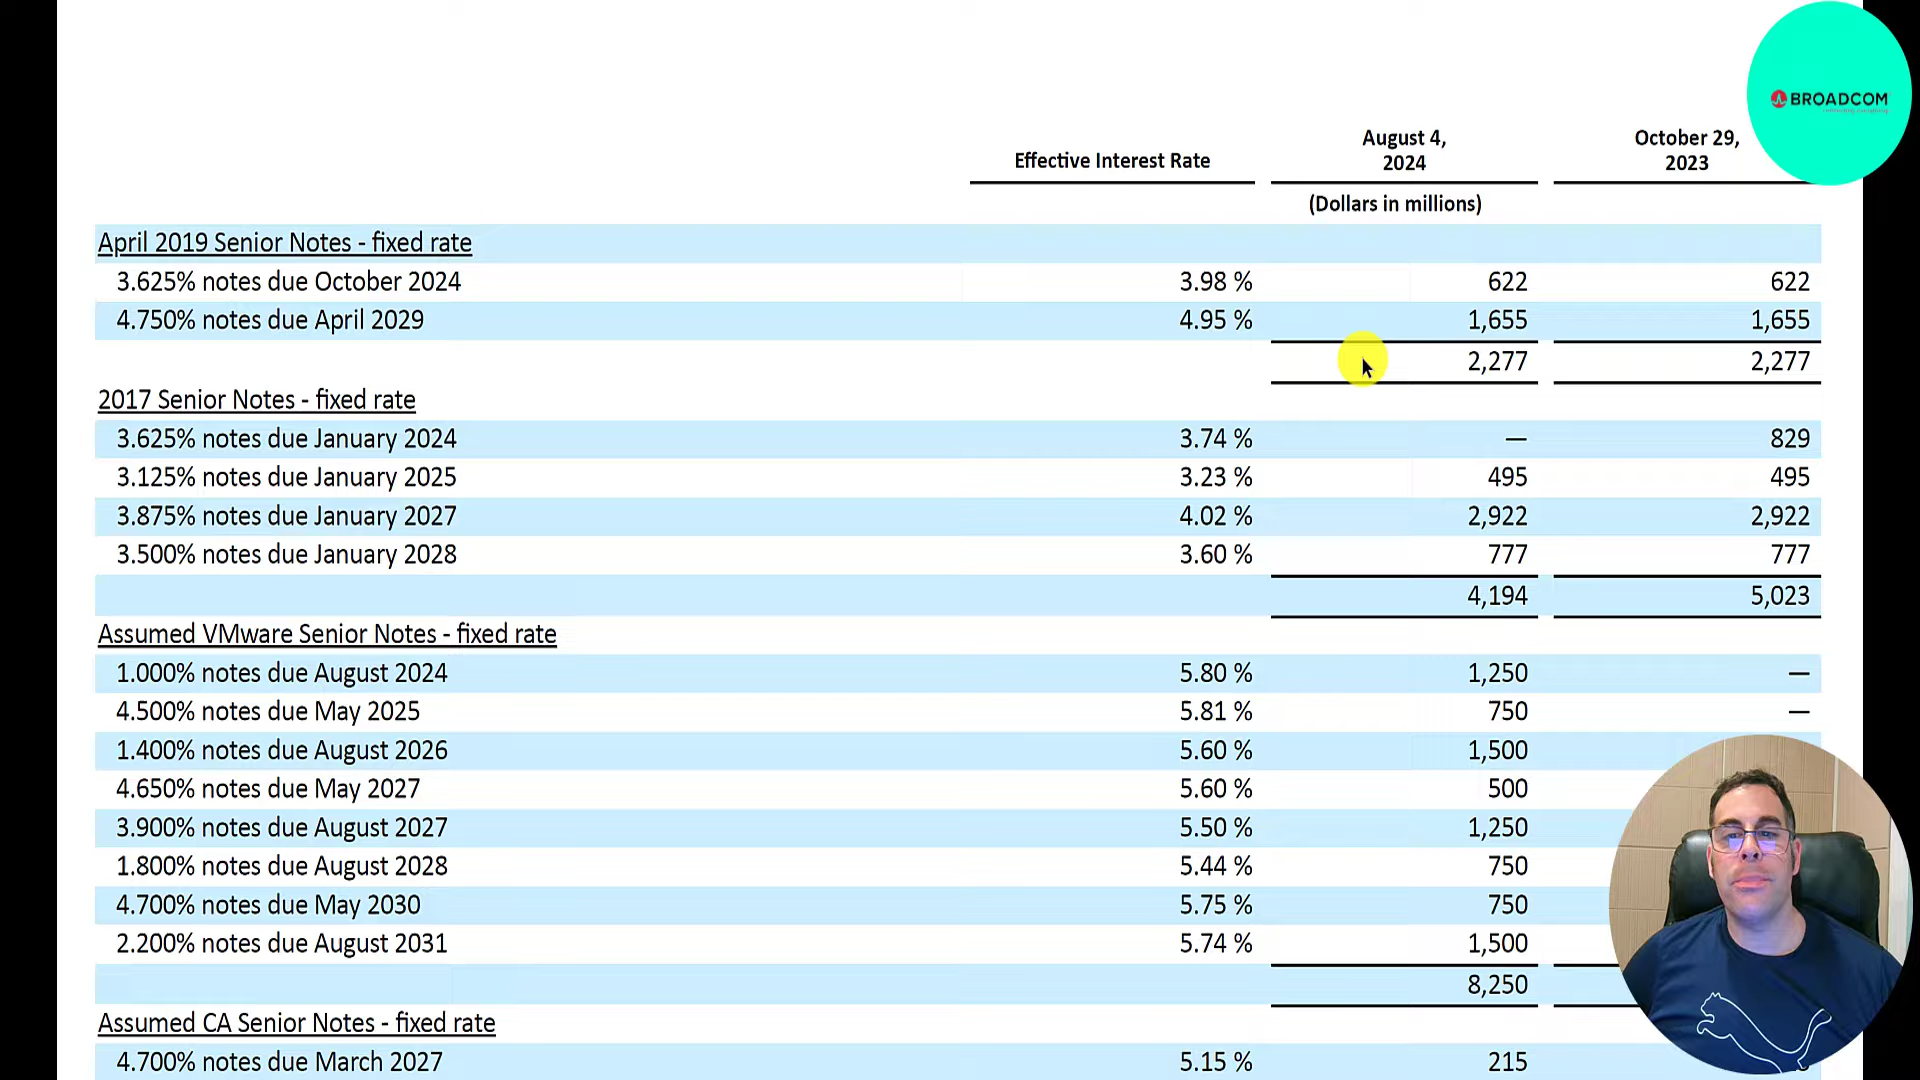 BROADCOM
August 4,
2024
October 29,
2023
Effective Interest Rate
(Dollars in millions)
April 2019 Senior Notes - fixed rate
3.625% notes due October 2024 3.98 % 622 622
4.750% notes due April 2029 4.95 % 1,655 1,655
2,277 2,277
2017 Senior Notes - fixed rate
3.625% notes due January 2024 3.74 % — 829
3.125% notes due January 2025 3.23 % 495 495
3.875% notes due January 2027 4.02 % 2,922 2,922
3.500% notes due January 2028 3.60 % 777 777
4,194 5,023
Assumed VMware Senior Notes - fixed rate
1.000% notes due August 2024 5.80 % 1,250 —
4.500% notes due May 2025 5.81 % 750 —
1.400% notes due August 2026 5.60 % 1,500
4.650% notes due May 2027 5.60 % 500
3.900% notes due August 2027 5.50 % 1,250
1.800% notes due August 2028 5.44 % 750
4.700% notes due May 2030 5.75 % 750
2.200% notes due August 2031 5.74 % 1,500
8,250
Assumed CA Senior Notes - fixed rate
4.700% notes due March 2027 5.15 % 215